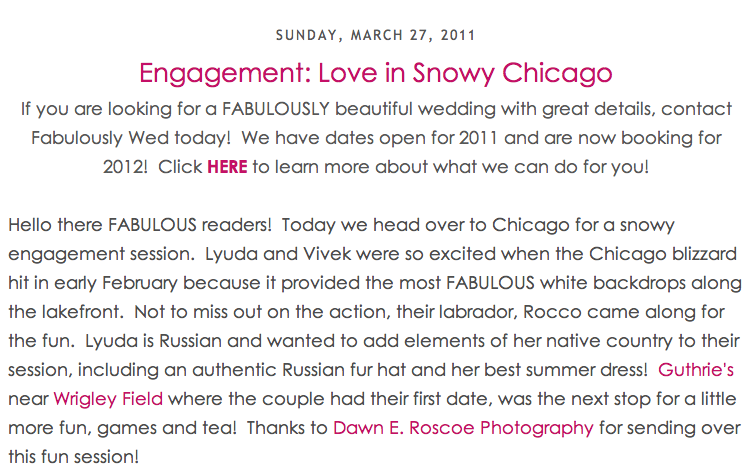 SUNDAY, MARCH 27, 2011
Engagement: Love in Snowy Chicago
If you are looking for a FABULOUSLY beautiful wedding with great details, contact
Fabulously Wed today!  We have dates open for 2011 and are now booking for
2012!  Click HERE to learn more about what we can do for you!
Hello there FABULOUS readers!  Today we head over to Chicago for a snowy
engagement session.  Lyuda and Vivek were so excited when the Chicago blizzard
hit in early February because it provided the most FABULOUS white backdrops along
the lakefront.  Not to miss out on the action, their labrador, Rocco came along for
the fun.  Lyuda is Russian and wanted to add elements of her native country to their
session, including an authentic Russian fur hat and her best summer dress!  Guthrie's
near Wrigley Field where the couple had their first date, was the next stop for a little
more fun, games and tea!  Thanks to Dawn E. Roscoe Photography for sending over
this fun session!